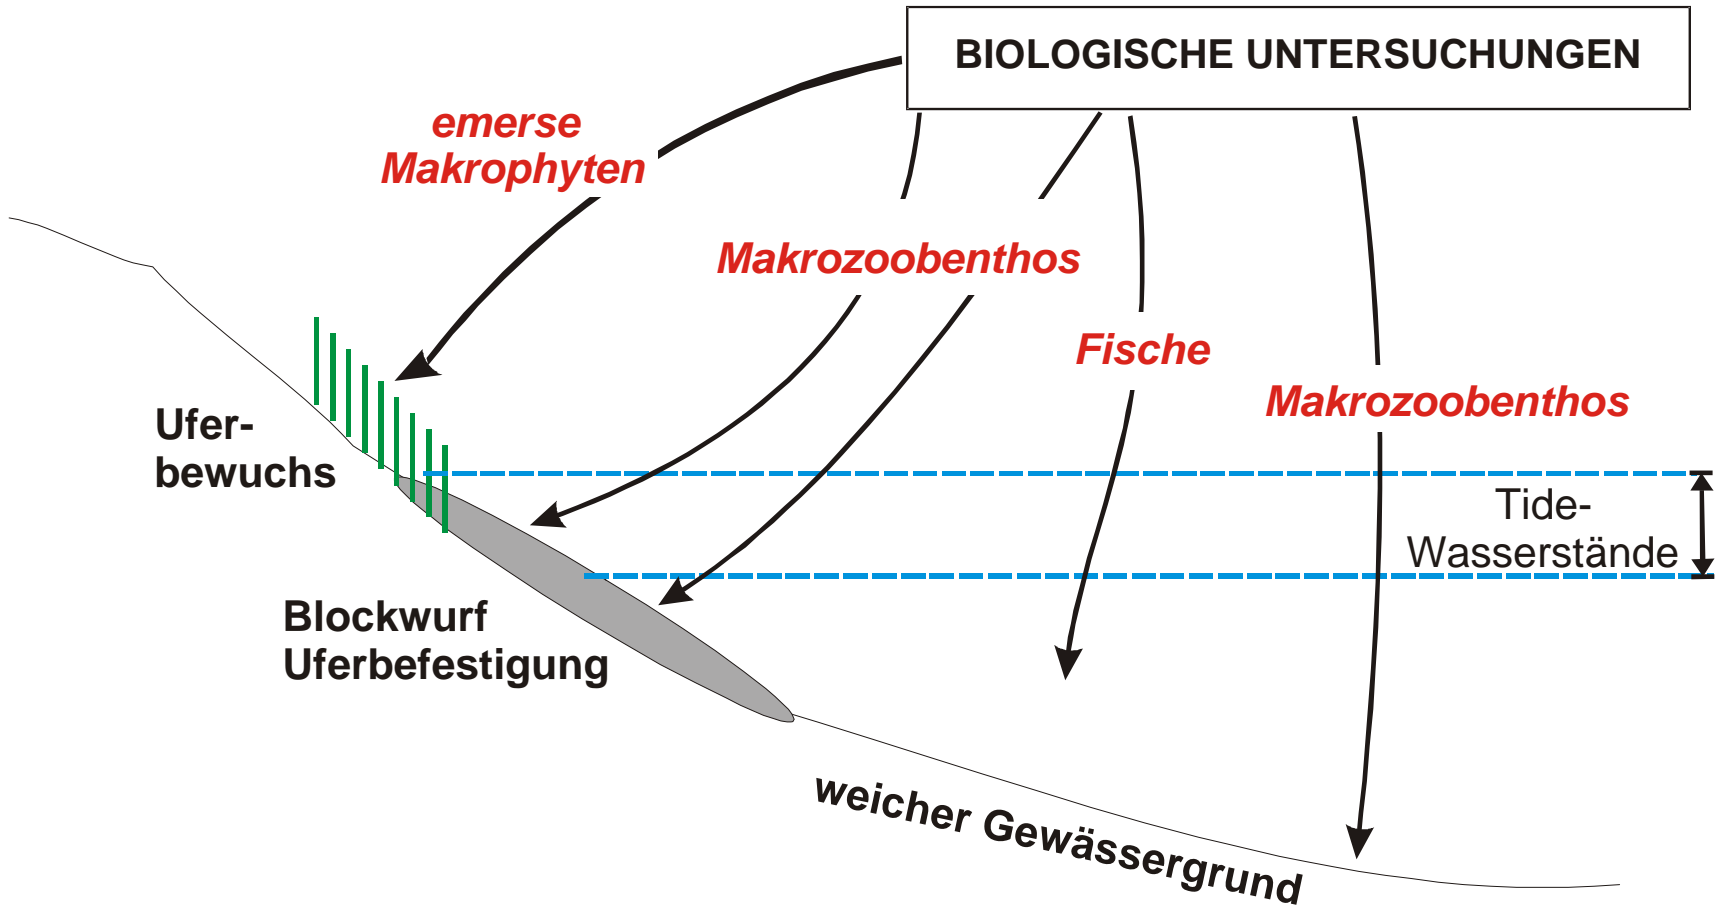 BIOLOGISCHE UNTERSUCHUNGEN
emerse
Makrophyten
Makrozoobenthos
Fische
Makrozoobenthos
Ufer-
bewuchs
Tide-
Wasserstände
Blockwurf
Uferbefestigung
weicher Gewässergrund